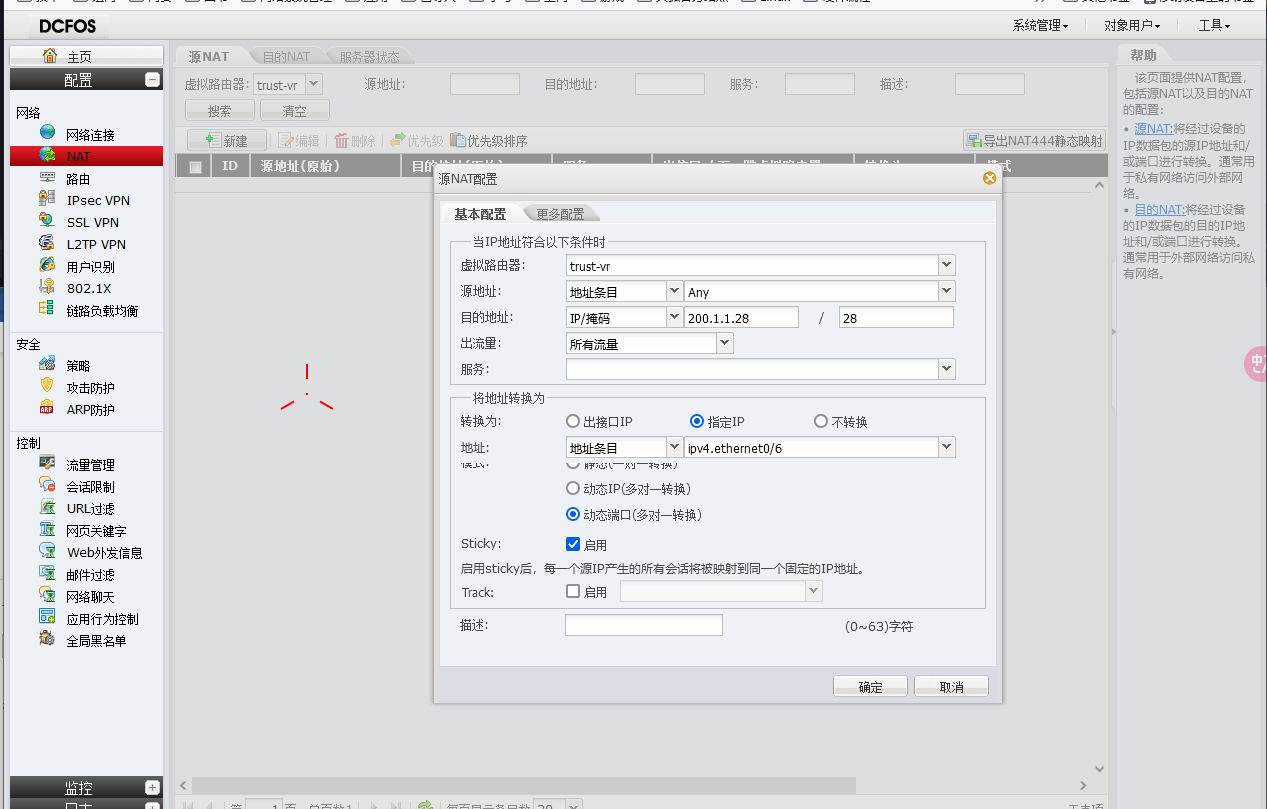 DCFOS
系统管理 对象用户 工具
主页
配置
网络
网络连接
NAT
路由
IPsec VPN
SSL VPN
L2TP VPN
用户识别
802.1X
链路负载均衡
安全
策略
攻击防护
ARP防护
控制
流量管理
会话限制
URL过滤
网页关键字
Web外发信息
邮件过滤
网络聊天
应用行为控制
全局黑名单
监控
日志
源NAT 目的NAT 服务器状态
虚拟路由器: trust-vr 源地址: 目的地址: 服务: 描述:
搜索 清空
新建 编辑 删除 优先级 优先级排序 导出NAT444静态映射
ID 源地址(原始)
源NAT配置
基本配置 更多配置
当IP地址符合以下条件时
虚拟路由器: trust-vr
源地址: 地址条目 Any
目的地址: IP/掩码 200.1.1.28 / 28
出流量: 所有流量
服务:
将地址转换为
转换为: 出接口IP 指定IP 不转换
地址: 地址条目 ipv4.ethernet0/6
模式: 静态(一对一转换)
动态IP(多对一转换)
动态端口(多对一转换)
Sticky: 启用
启用sticky后，每一个源IP产生的所有会话将被映射到同一个固定的IP地址。
Track: 启用
描述: (0~63)字符
确定 取消
帮助
该页面提供NAT配置，
包括源NAT以及目的NAT
的配置：
• 源NAT:将经过设备的
IP数据包的源IP地址和/
或端口进行转换。通常用
于私有网络访问外部网
络。
• 目的NAT:将经过设备
的IP数据包的目的IP地
址和/或端口进行转换。
通常用于外部网络访问私
有网络。